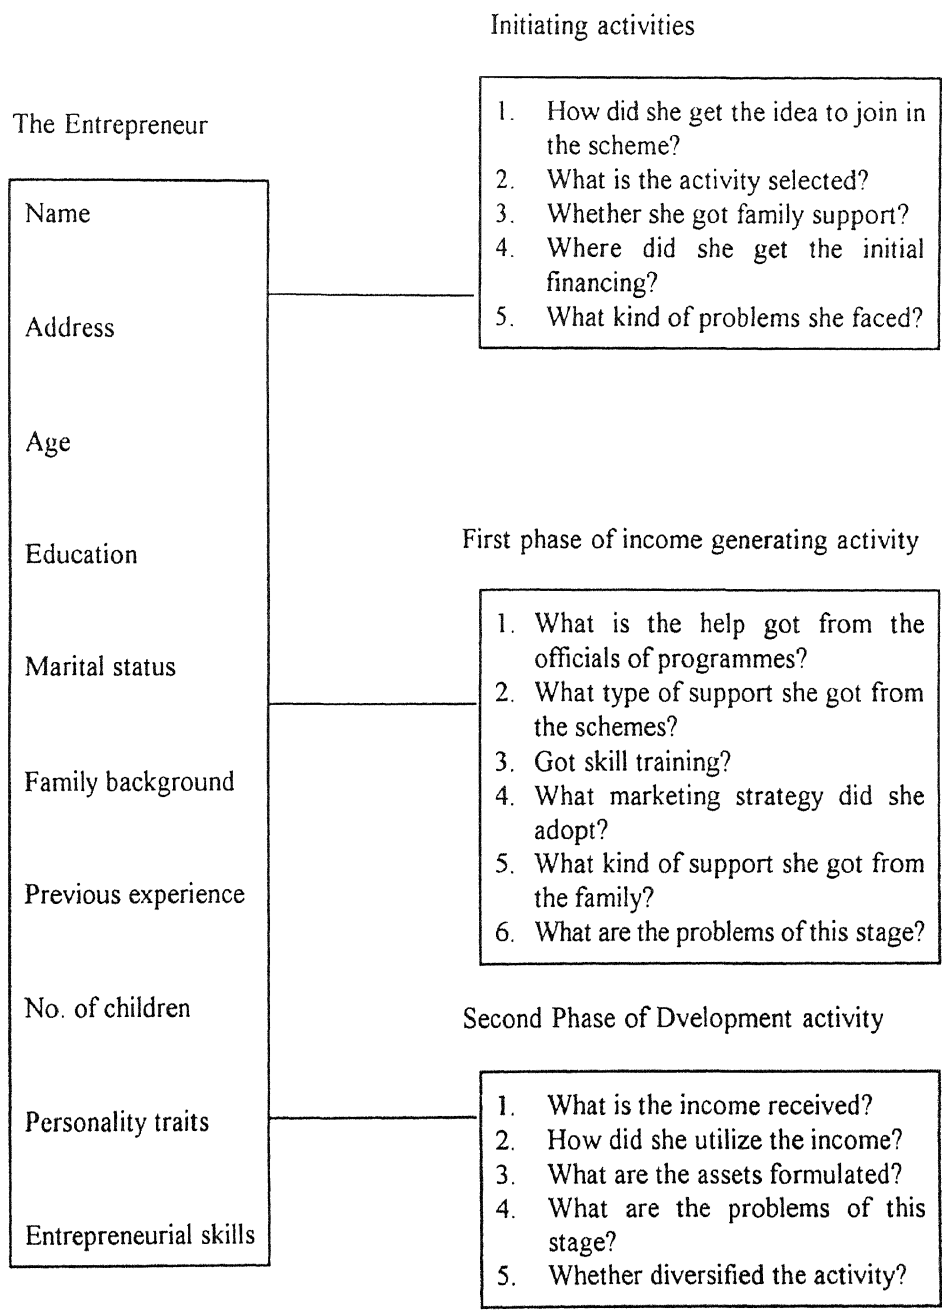 The Entrepreneur
Name
Address
Age
Education
Marital status
Family background
Previous experience
No. of children
Personality traits
Entrepreneurial skills
Initiating activities
1. How did she get the idea to join in
the scheme?
2. What is the activity selected?
3. Whether she got family support?
4. Where did she get the initial
financing?
5. What kind of problems she faced?
First phase of income generating activity
1. What is the help got from the
officials of programmes?
2. What type of support she got from
the schemes?
3. Got skill training?
4. What marketing strategy did she
adopt?
5. What kind of support she got from
the family?
6. What are the problems of this stage?
Second Phase of Dvelopment activity
1. What is the income received?
2. How did she utilize the income?
3. What are the assets formulated?
4. What are the problems of this
stage?
5. Whether diversified the activity?